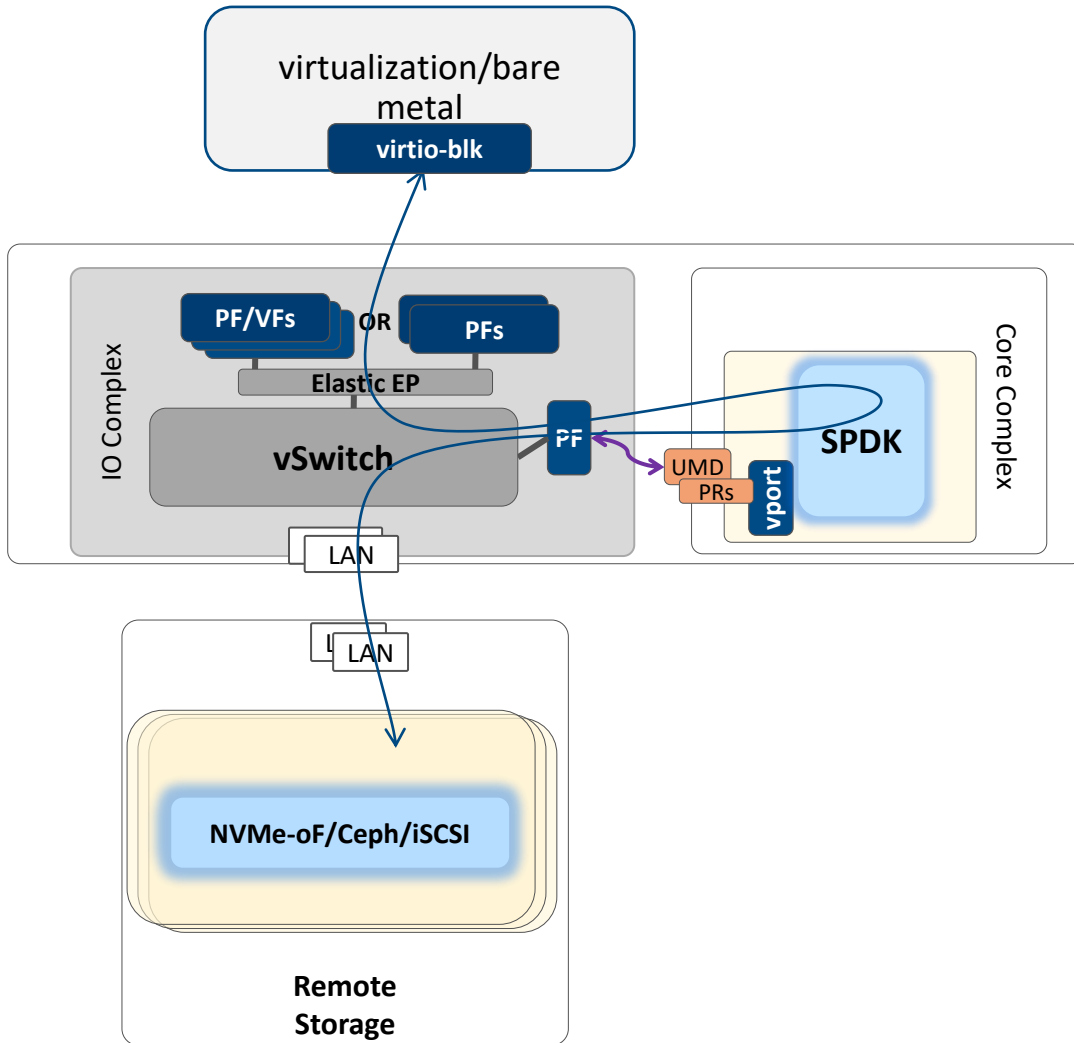 virtualization/bare
metal
virtio-blk
IO Complex
PF/VFs
OR
PFs
Elastic EP
vSwitch
PF
UMD
PRs
vport
SPDK
Core Complex
LAN
LAN
NVMe-oF/Ceph/iSCSI
Remote
Storage